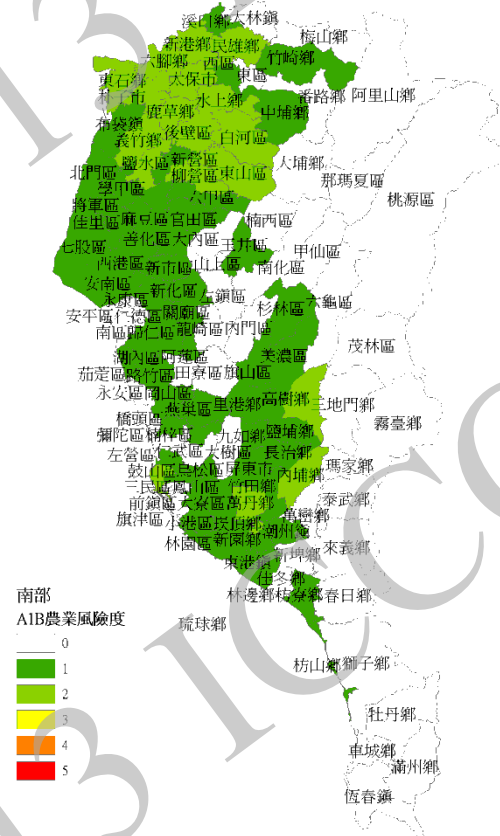 溪口鄉
大林鎮
梅山鄉
新港鄉
民雄鄉
竹崎鄉
六腳鄉
西區
東區
東石鄉
太保市
番路鄉
阿里山鄉
水上鄉
中埔鄉
鹿草鄉
布袋鎮
義竹鄉
後壁區
白河區
鹽水區
新營區
大埔鄉
北門區
柳營區
東山區
那瑪夏區
學甲區
六甲區
桃源區
將軍區
佳里區
麻豆區
官田區
楠西區
七股區
善化區
大內區
玉井區
甲仙區
西港區
新市區
山上區
南化區
安南區
新化區
左鎮區
永康區
杉林區
六龜區
安平區
仁德區
關廟區
南區
歸仁區
龍崎區
內門區
湖內區
阿蓮區
美濃區
茂林區
茄萣區
路竹區
田寮區
旗山區
永安區
岡山區
燕巢區
里港鄉
高樹鄉
三地門鄉
橋頭區
霧臺鄉
彌陀區
梓梓區
九如鄉
鹽埔鄉
左營區
仁武區
大樹區
長治鄉
鼓山區
鳥松區
屏東市
內埔鄉
瑪家鄉
三民區
鳳山區
竹田鄉
前鎮區
大寮區
萬丹鄉
泰武鄉
旗津區
小港區
崁頂鄉
萬巒鄉
潮州鎮
林園區
新園鄉
來義鄉
東港鎮
新埤鄉
佳冬鄉
林邊鄉
枋寮鄉
春日鄉
琉球鄉
枋山鄉
獅子鄉
牡丹鄉
車城鄉
滿州鄉
恆春鎮
南部
A1B農業風險度
0
1
2
3
4
5
13 ICCC